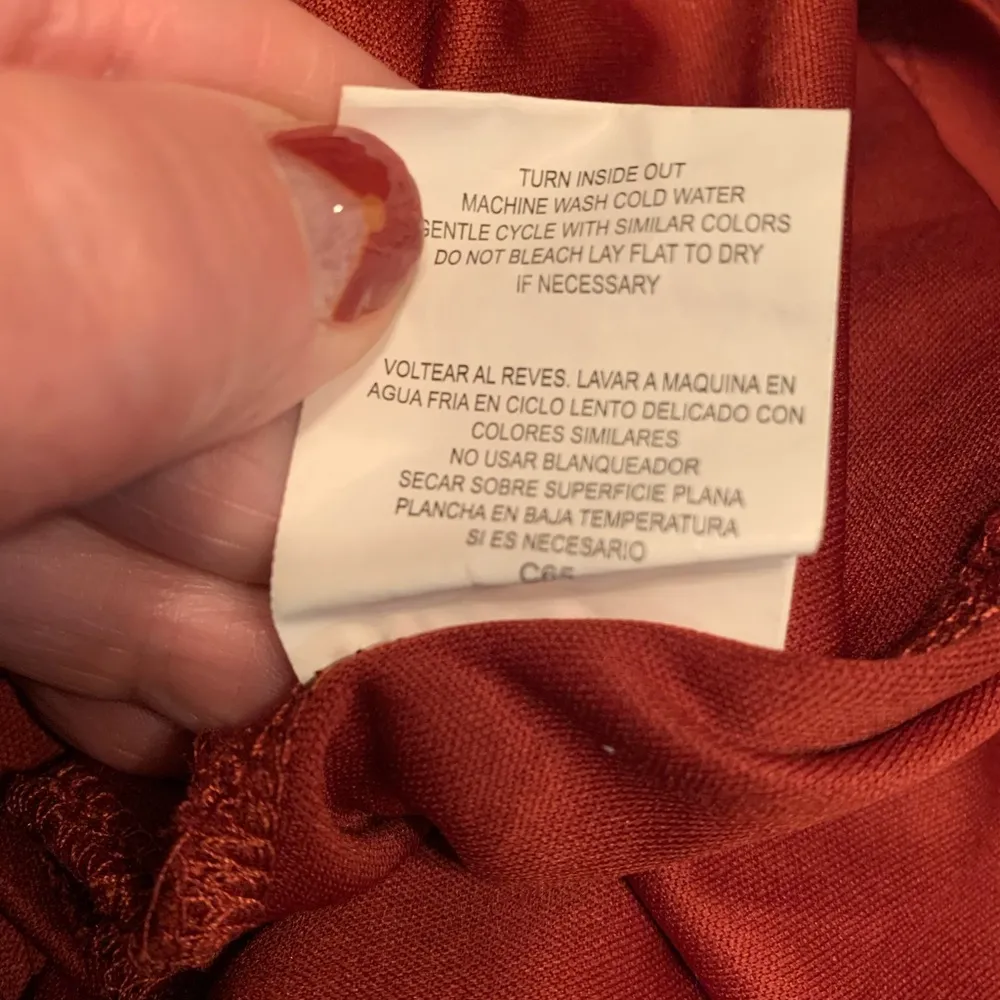 TURN INSIDE OUT
MACHINE WASH COLD WATER
GENTLE CYCLE WITH SIMILAR COLORS
DO NOT BLEACH LAY FLAT TO DRY
IF NECESSARY
VOLTEAR AL REVES. LAVAR A MAQUINA EN
AGUA FRIA EN CICLO LENTO DELICADO CON
COLORES SIMILARES
NO USAR BLANQUEADOR
SECAR SOBRE SUPERFICIE PLANA
PLANCHA EN BAJA TEMPERATURA
SI ES NECESARIO